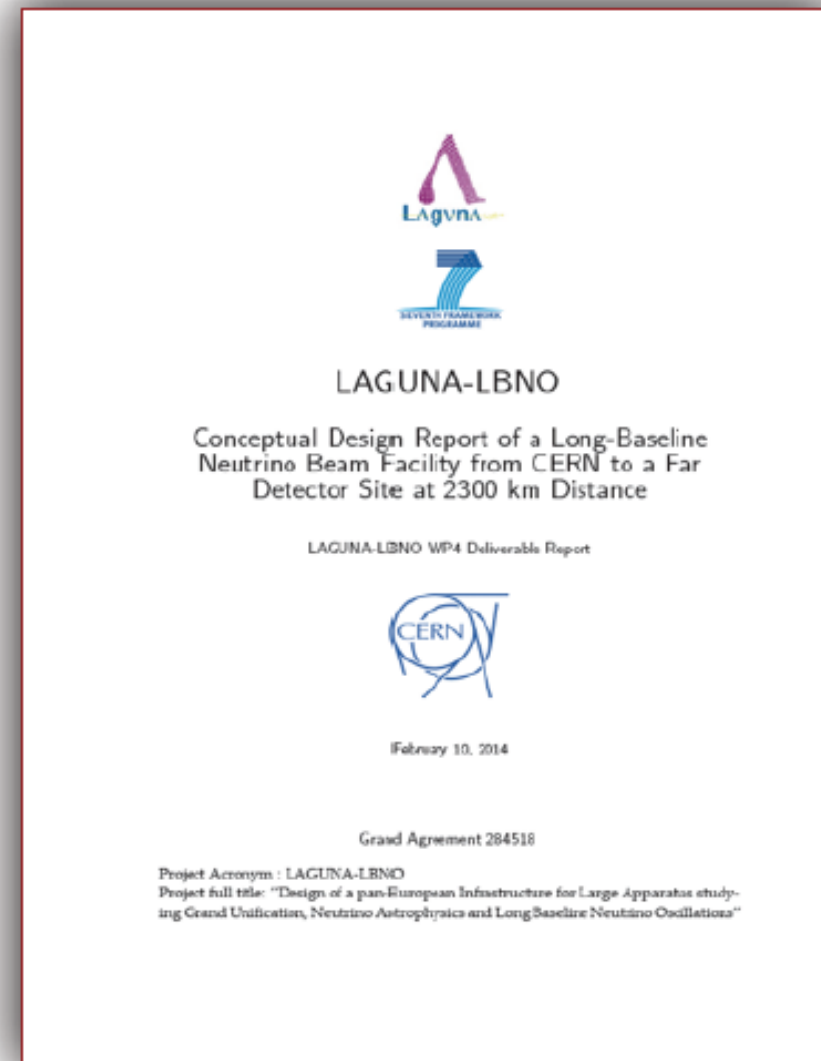 LAgvnA
7
SEVENTH FRAMEWORK
PROGRAMME
LAGUNA-LBNO
Conceptual Design Report of a Long-Baseline
Neutrino Beam Facility from CERN to a Far
Detector Site at 2300 km Distance
LAGUNA-LBNO WP4 Deliverable Report
CERN
February 10, 2014
Grand Agreement 284518
Project Acronym : LAGUNA-LBNO
Project full title: "Design of a pan-European Infrastructure for Large Apparatus study-
ing Grand Unification, Neutrino Astrophysics and Long Baseline Neutrino Oscillations"